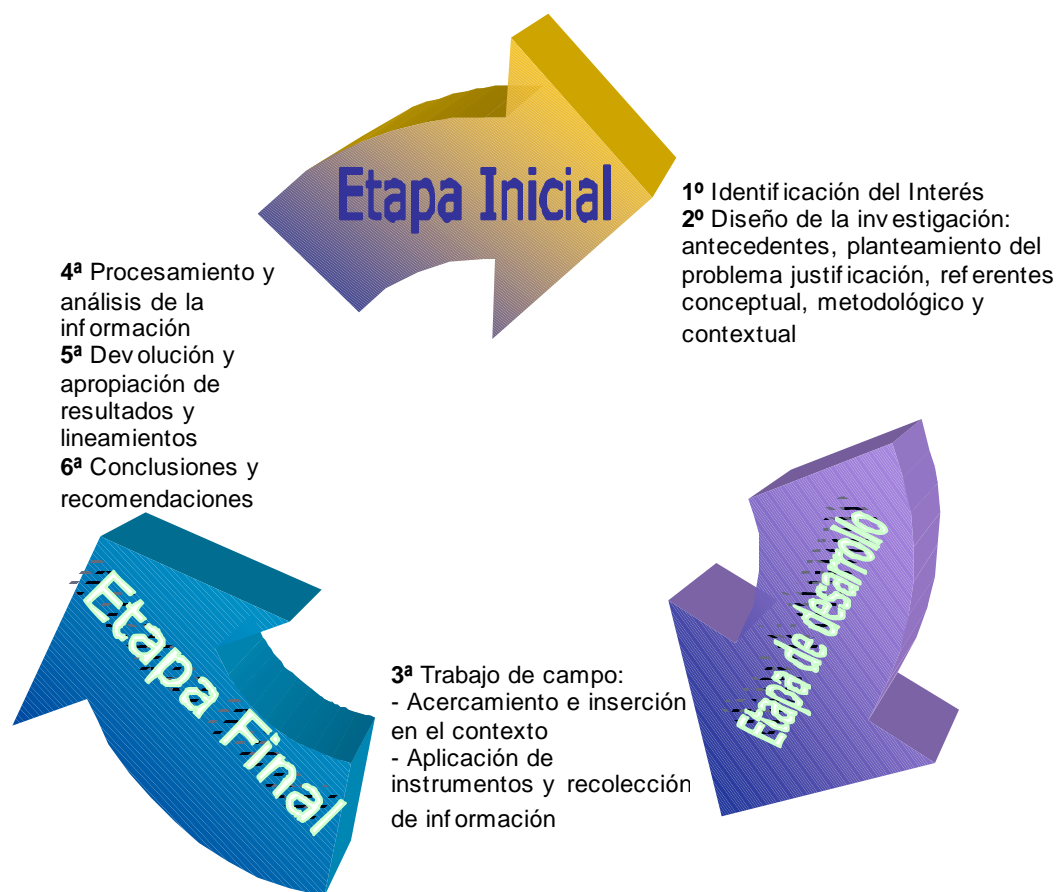 Etapa Inicial
1º Identificación del Interés
2º Diseño de la investigación:
antecedentes, planteamiento del
problema justificación, referentes
conceptual, metodológico y
contextual
Etapa de desarrollo
3ª Trabajo de campo:
- Acercamiento e inserción
en el contexto
- Aplicación de
instrumentos y recolección
de información
Etapa Final
4ª Procesamiento y
análisis de la
información
5ª Devolución y
apropiación de
resultados y
lineamientos
6ª Conclusiones y
recomendaciones